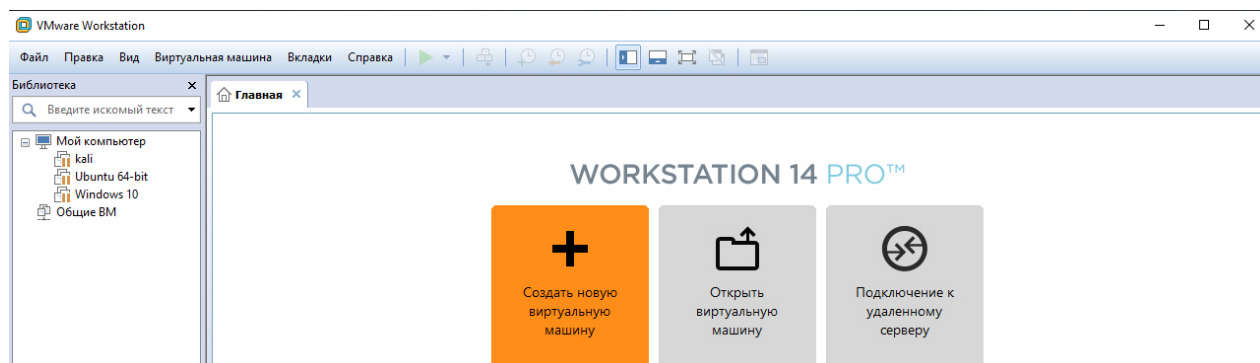 VMware Workstation
Файл Правка Вид Виртуальная машина Вкладки Справка
Библиотека
Введите искомый текст
Мой компьютер
kali
Ubuntu 64-bit
Windows 10
Общие ВМ
Главная
WORKSTATION 14 PRO™
Создать новую
виртуальную
машину
Открыть
виртуальную
машину
Подключение к
удаленному
серверу